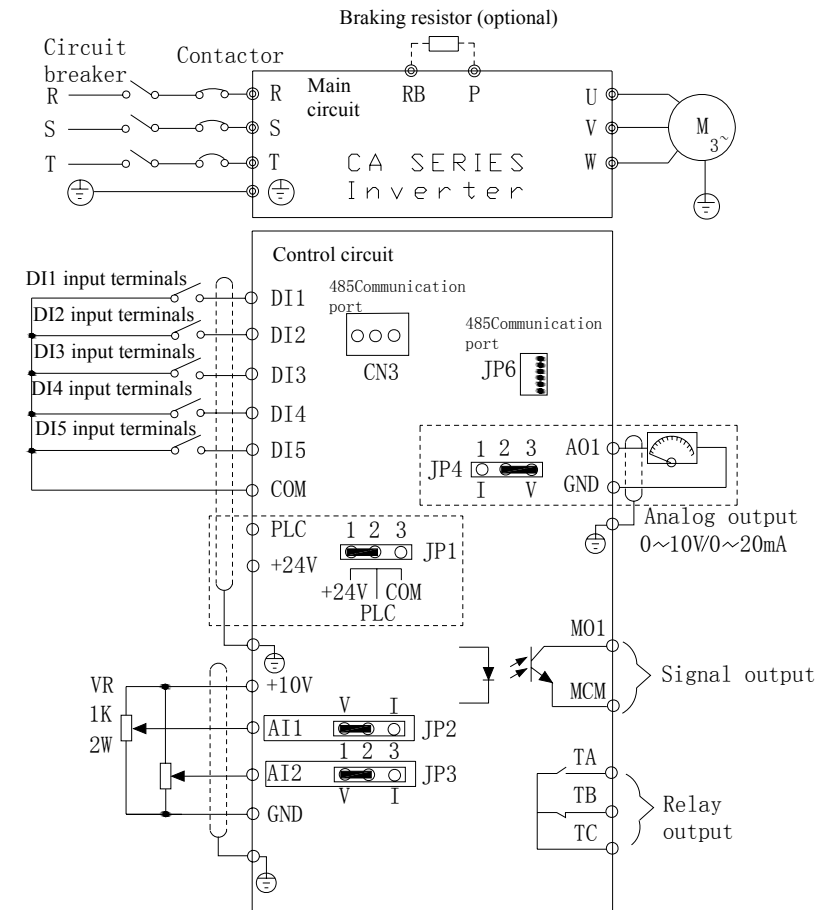 Braking resistor (optional)
Circuit
breaker
Contactor
R
R
Main
circuit
RB
P
U
S
S
V
M
3~
T
T
CA SERIES
W
Inverter
Control circuit
DI1 input terminals
DI1
485Communication
port
DI2 input terminals
DI2
485Communication
port
DI3 input terminals
DI3
CN3
JP6
DI4 input terminals
DI4
DI5 input terminals
DI5
1 2 3
AO1
JP4
I V
GND
COM
Analog output
0~10V/0~20mA
PLC
1 2 3
JP1
+24V
+24V COM
PLC
MO1
Signal output
MCM
VR
1K
2W
+10V
V I
AI1
JP2
1 2 3
AI2
JP3
V I
GND
TA
TB
TC
Relay
output